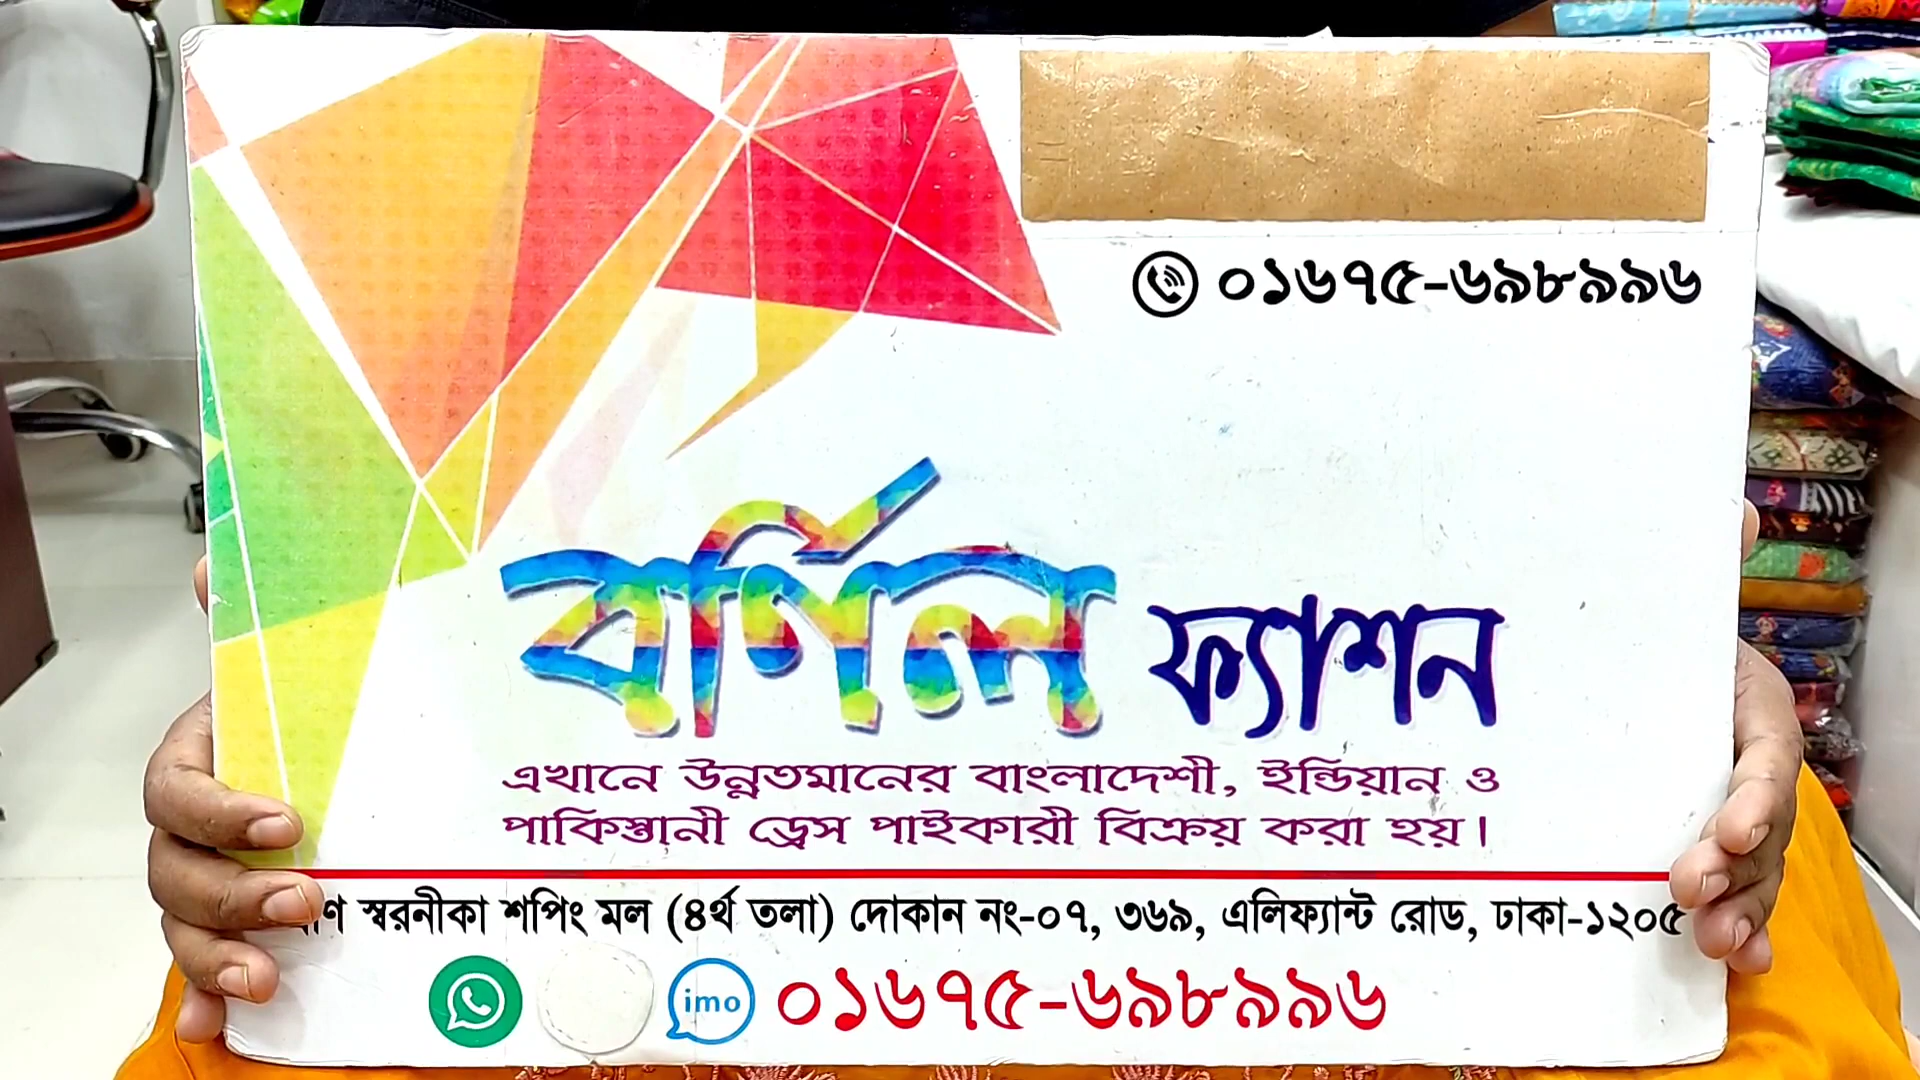 ০১৬৭৫-৬৯৮৯৯৬
বর্ণিল ফ্যাশন
এখানে উন্নতমানের বাংলাদেশী, ইন্ডিয়ান ও
পাকিস্তানী ড্রেস পাইকারী বিক্রয় করা হয়।
স্বরনীকা শপিং মল (৪র্থ তলা) দোকান নং-০৭, ৩৬৯, এলিফ্যান্ট রোড, ঢাকা-১২০৫
imo ০১৬৭৫-৬৯৮৯৯৬